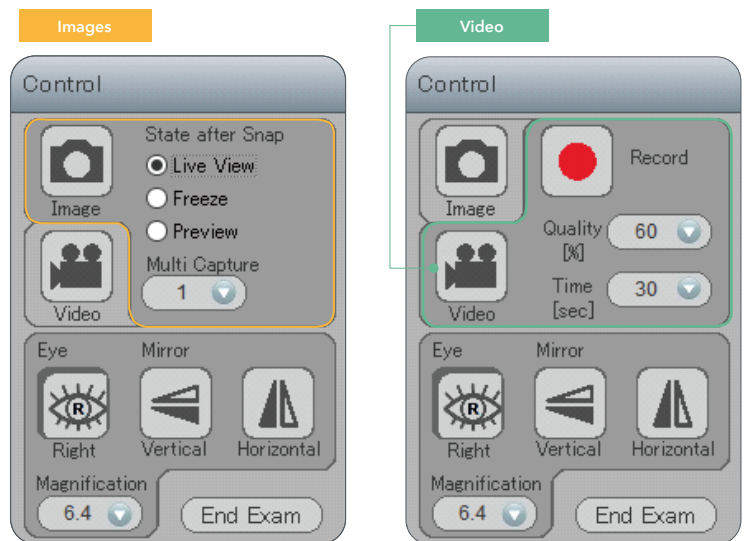 Images
Control
State after Snap
Live View
Freeze
Preview
Image
Multi Capture
1
Video
Eye
Mirror
R
Right
Vertical
Horizontal
Magnification
6.4
End Exam
Video
Control
Record
Image
Quality
[%]
60
Time
[sec]
30
Video
Eye
Mirror
R
Right
Vertical
Horizontal
Magnification
6.4
End Exam